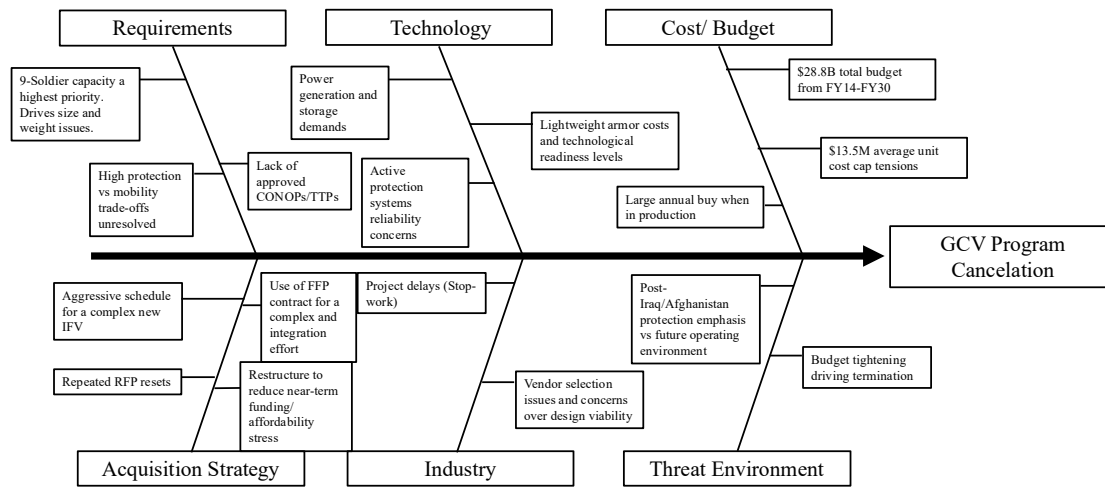 Requirements
Technology
Cost/ Budget
9-Soldier capacity a
highest priority.
Drives size and
weight issues.
High protection
vs mobility
trade-offs
unresolved
Lack of
approved
CONOPs/TTPs
Power
generation and
storage
demands
Lightweight armor costs
and technological
readiness levels
Active
protection
systems
reliability
concerns
$28.8B total budget
from FY14-FY30
$13.5M average unit
cost cap tensions
Large annual buy when
in production
GCV Program
Cancelation
Aggressive schedule
for a complex new
IFV
Use of FFP
contract for a
complex and
integration
effort
Repeated RFP resets
Restructure to
reduce near-term
funding/
affordability
stress
Project delays (Stop-
work)
Vendor selection
issues and concerns
over design viability
Post-
Iraq/Afghanistan
protection emphasis
vs future operating
environment
Budget tightening
driving termination
Acquisition Strategy
Industry
Threat Environment